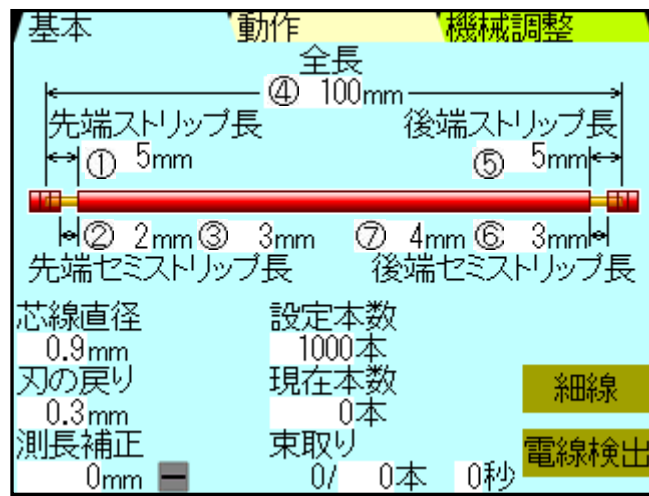 基本 動作 機械調整
全長
④ 100mm
先端ストリップ長 後端ストリップ長
① 5mm ⑤ 5mm
② 2mm ③ 3mm ⑦ 4mm ⑥ 3mm
先端セミストリップ長 後端セミストリップ長
芯線直径 設定本数
0.9mm 1000本
刃の戻り 現在本数 細線
0.3mm 0本
測長補正 束取り 電線検出
0mm ー 0/ 0本 0秒